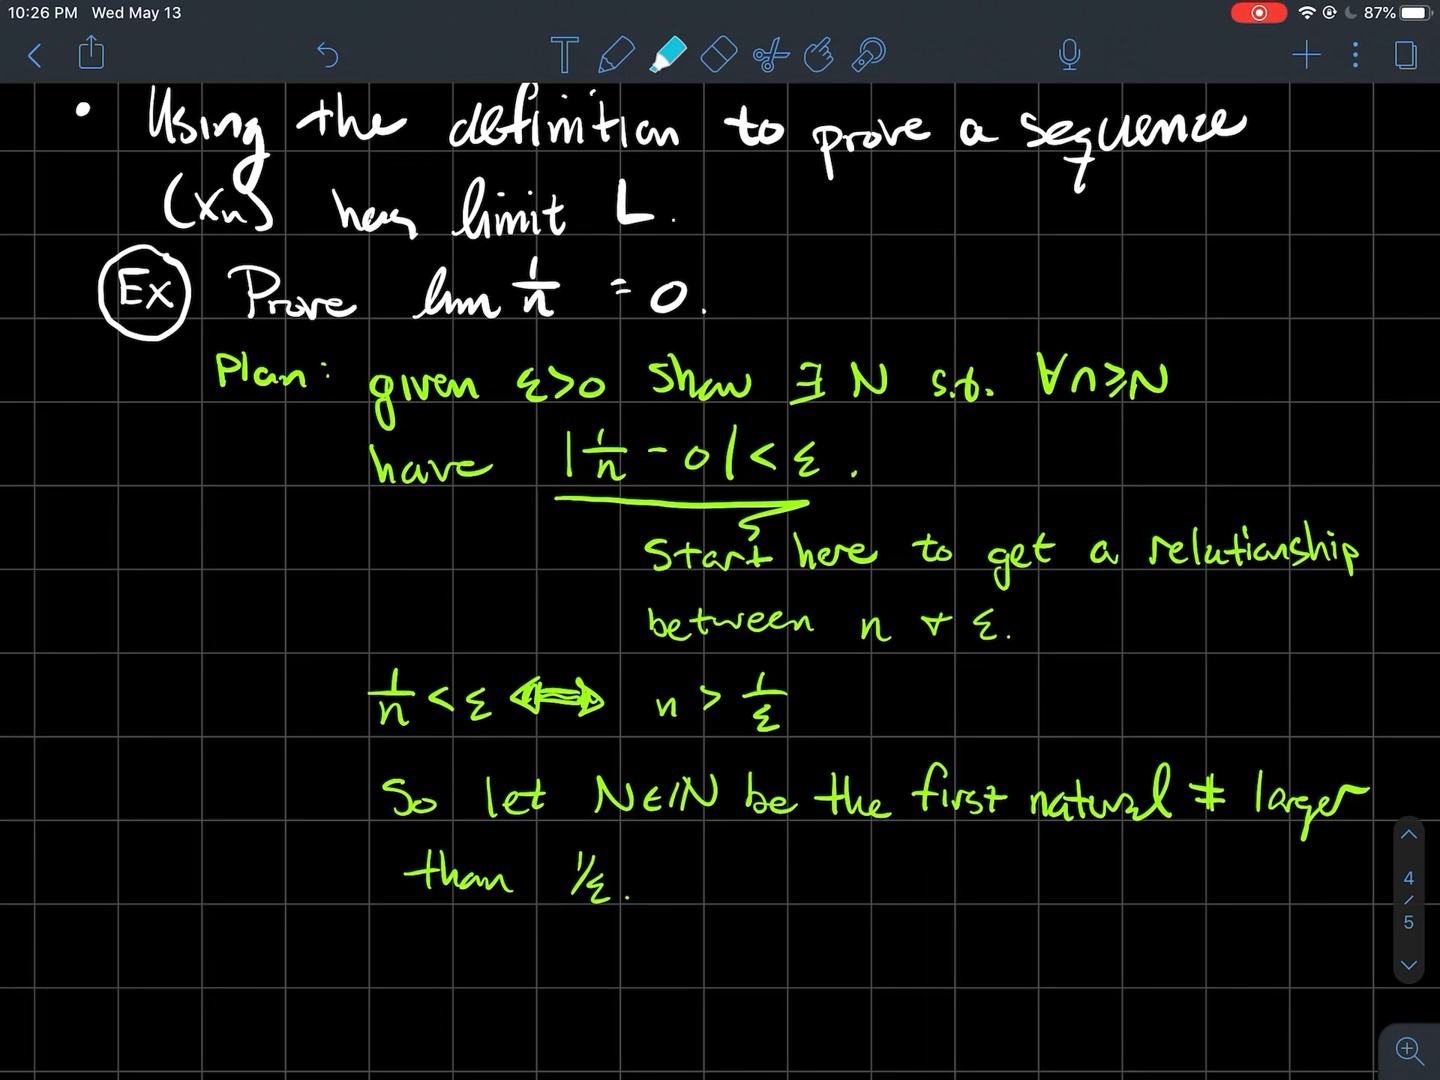 10:26 PM Wed May 13
87%
• Using the definition to prove a sequence
(xn) has limit L.
Ex Prove lim 1/n = 0.
Plan: given ε>0 show ∃ N s.t. ∀n≥N
have |1/n - 0| < ε.
Start here to get a relationship
between n + ε.
1/n < ε ⟺ n > 1/ε
So let N∈ℕ be the first natural # larger
than 1/ε.
4
/
5